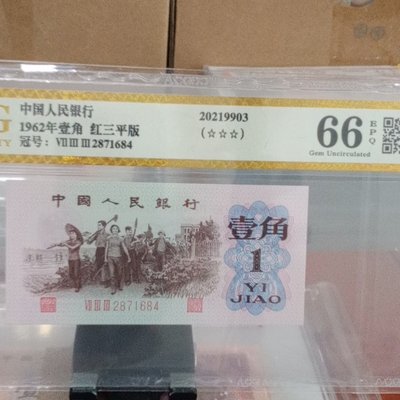 中国人民银行
1962年壹角 红三平版
冠号：VII III III 2871684
20219903
(☆☆☆)
66 EPQ
Gem Uncirculated
中國人民銀行
壹角
1
YI
JIAO
VII III III 2871684